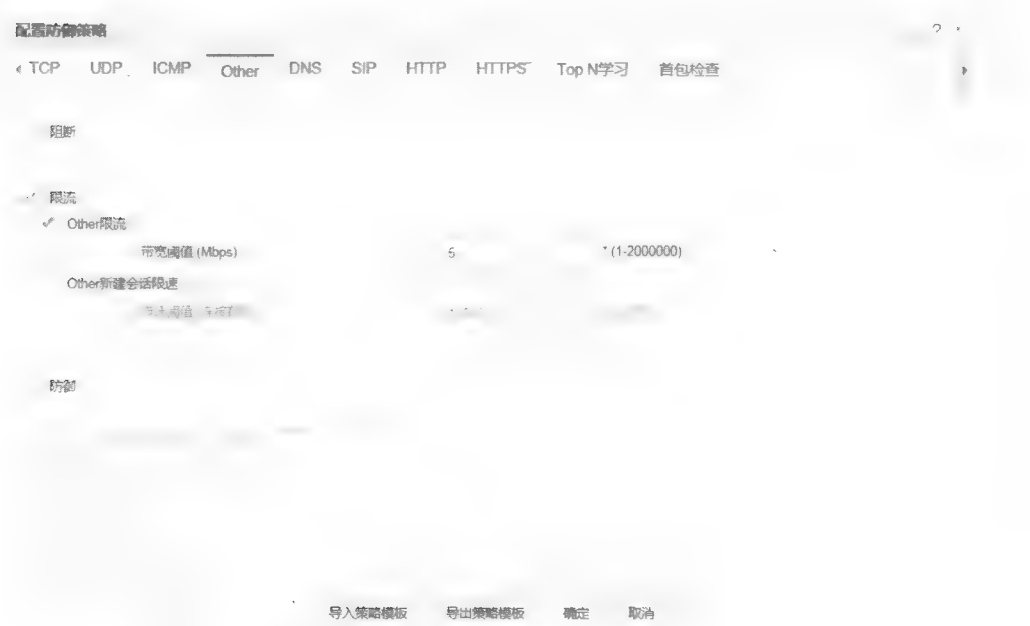 配置防御策略 ?
TCP UDP ICMP Other DNS SIP HTTP HTTPS Top N学习 首包检查
阻断
限流
Other限流
带宽阈值 (Mbps) 5 * (1-2000000)
Other新建会话限速
防御
导入策略模板 导出策略模板 确定 取消